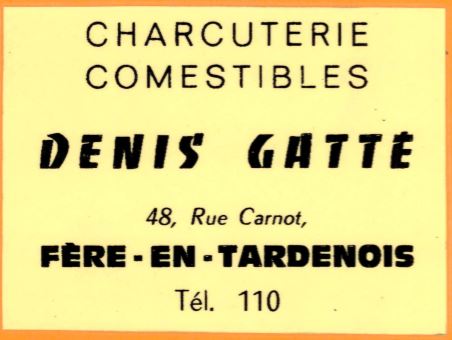 CHARCUTERIE
COMESTIBLES
DENIS GATTÉ
48, Rue Carnot,
FÈRE-EN-TARDENOIS
Tél. 110